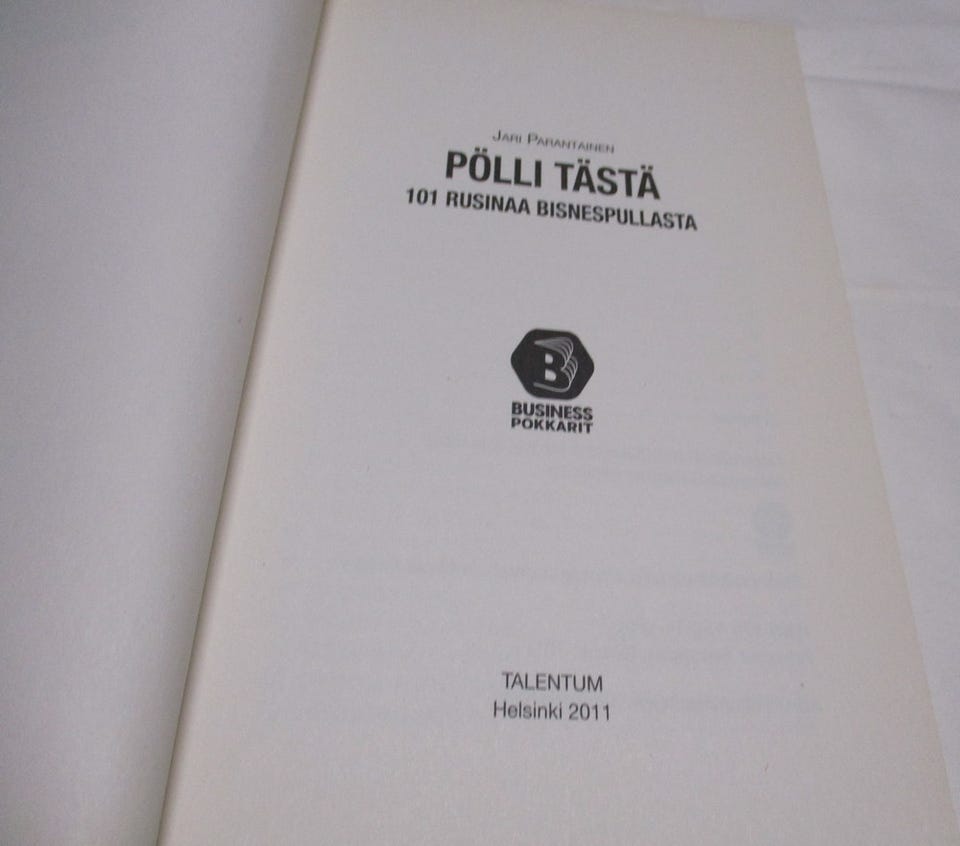 JARI PARANTAINEN
PÖLLI TÄSTÄ
101 RUSINAA BISNESPULLASTA
B
BUSINESS
POKKARIT
TALENTUM
Helsinki 2011